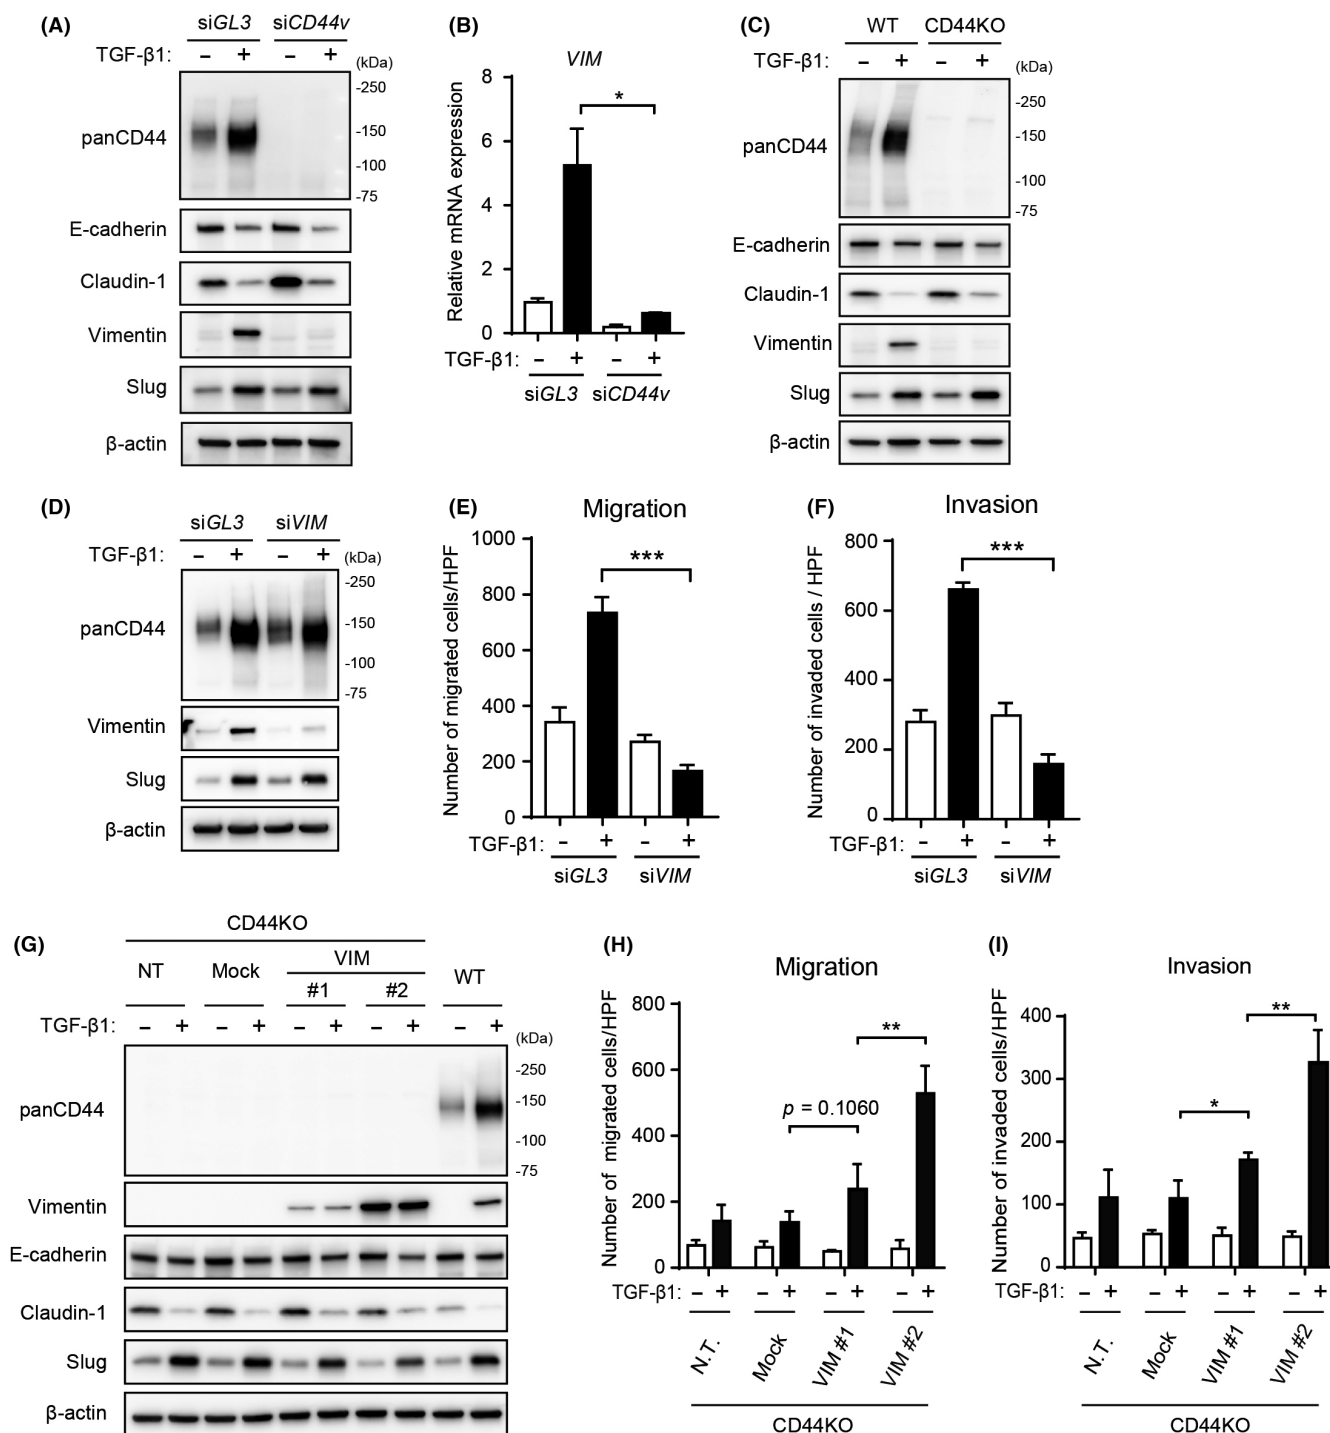 (A)
siGL3 siCD44v
TGF-β1: – + – +
(kDa)
panCD44
-250
-150
-100
-75
E-cadherin
Claudin-1
Vimentin
Slug
β-actin
(B)
VIM
Relative mRNA expression
8
6
4
2
0
*
TGF-β1: – + – +
siGL3 siCD44v
(C)
WT CD44KO
TGF-β1: – + – +
(kDa)
panCD44
-250
-150
-100
-75
E-cadherin
Claudin-1
Vimentin
Slug
β-actin
(D)
siGL3 siVIM
TGF-β1: – + – +
(kDa)
panCD44
-250
-150
-100
-75
Vimentin
Slug
β-actin
(E)
Migration
Number of migrated cells/HPF
1000
800
600
400
200
0
***
TGF-β1: – + – +
siGL3 siVIM
(F)
Invasion
Number of invaded cells / HPF
800
600
400
200
0
***
TGF-β1: – + – +
siGL3 siVIM
(G)
CD44KO
NT Mock VIM WT
#1 #2
TGF-β1: – + – + – + – + – +
(kDa)
panCD44
-250
-150
-100
-75
Vimentin
E-cadherin
Claudin-1
Slug
β-actin
(H)
Migration
Number of migrated cells/HPF
800
600
400
200
0
p = 0.1060
**
TGF-β1: – + – + – + – +
N.T. Mock VIM #1 VIM #2
CD44KO
(I)
Invasion
Number of invaded cells/HPF
400
300
200
100
0
*
**
TGF-β1: – + – + – + – +
N.T. Mock VIM #1 VIM #2
CD44KO